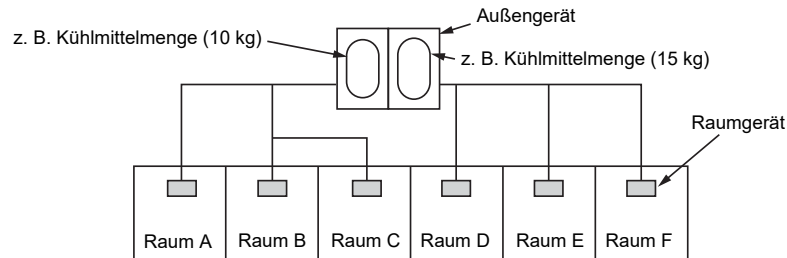 Außengerät
z. B. Kühlmittelmenge (10 kg)
z. B. Kühlmittelmenge (15 kg)
Raumgerät
Raum A
Raum B
Raum C
Raum D
Raum E
Raum F